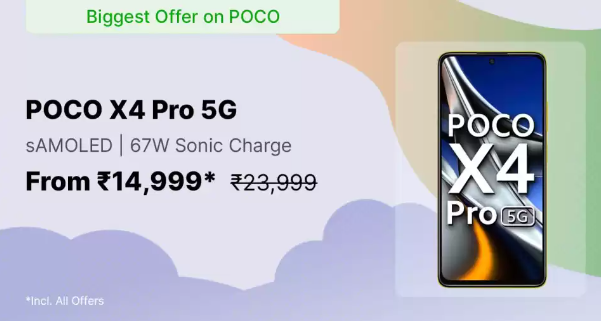 Biggest Offer on POCO
POCO X4 Pro 5G
sAMOLED | 67W Sonic Charge
From ₹14,999* ₹23,999
*Incl. All Offers
POCO
X4
Pro 5G